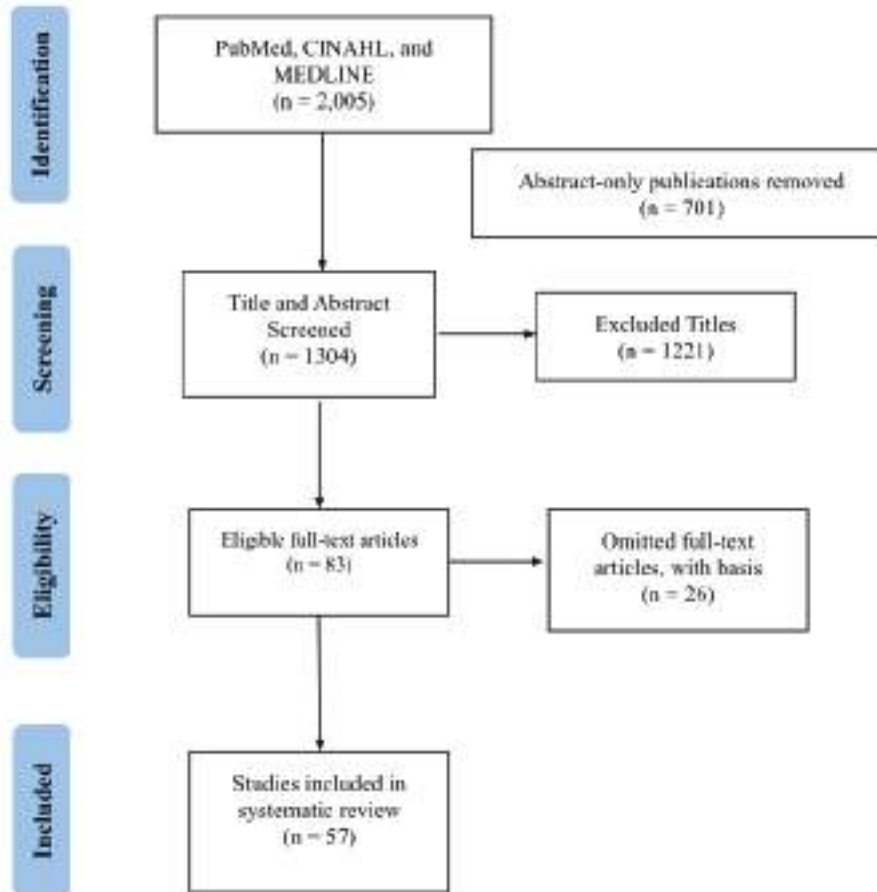 Identification
PubMed, CINAHL, and
MEDLINE
(n = 2,005)
Abstract-only publications removed
(n = 701)
Screening
Title and Abstract
Screened
(n = 1304)
Excluded Titles
(n = 1221)
Eligibility
Eligible full-text articles
(n = 83)
Omitted full-text
articles, with basis
(n = 26)
Included
Studies included in
systematic review
(n = 57)